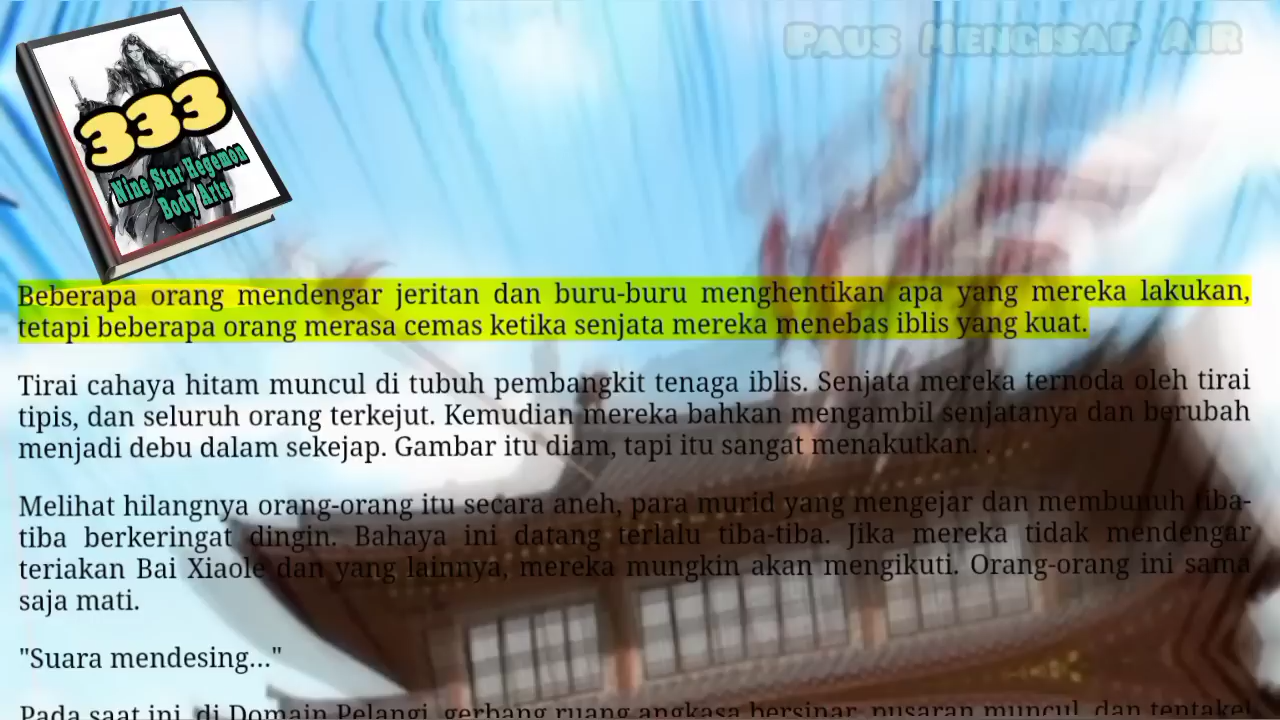 Paus Mengisap Air
333
Nine Star Hegemon
Body Arts
Beberapa orang mendengar jeritan dan buru-buru menghentikan apa yang mereka lakukan,
tetapi beberapa orang merasa cemas ketika senjata mereka menebas iblis yang kuat.
Tirai cahaya hitam muncul di tubuh pembangkit tenaga iblis. Senjata mereka ternoda oleh tirai
tipis, dan seluruh orang terkejut. Kemudian mereka bahkan mengambil senjatanya dan berubah
menjadi debu dalam sekejap. Gambar itu diam, tapi itu sangat menakutkan. .
Melihat hilangnya orang-orang itu secara aneh, para murid yang mengejar dan membunuh tiba-
tiba berkeringat dingin. Bahaya ini datang terlalu tiba-tiba. Jika mereka tidak mendengar
teriakan Bai Xiaole dan yang lainnya, mereka mungkin akan mengikuti. Orang-orang ini sama
saja mati.
"Suara mendesing..."
Pada saat ini, di Domain Pelangi, gerbang ruang angkasa bersinar, pusaran muncul, dan tentakel